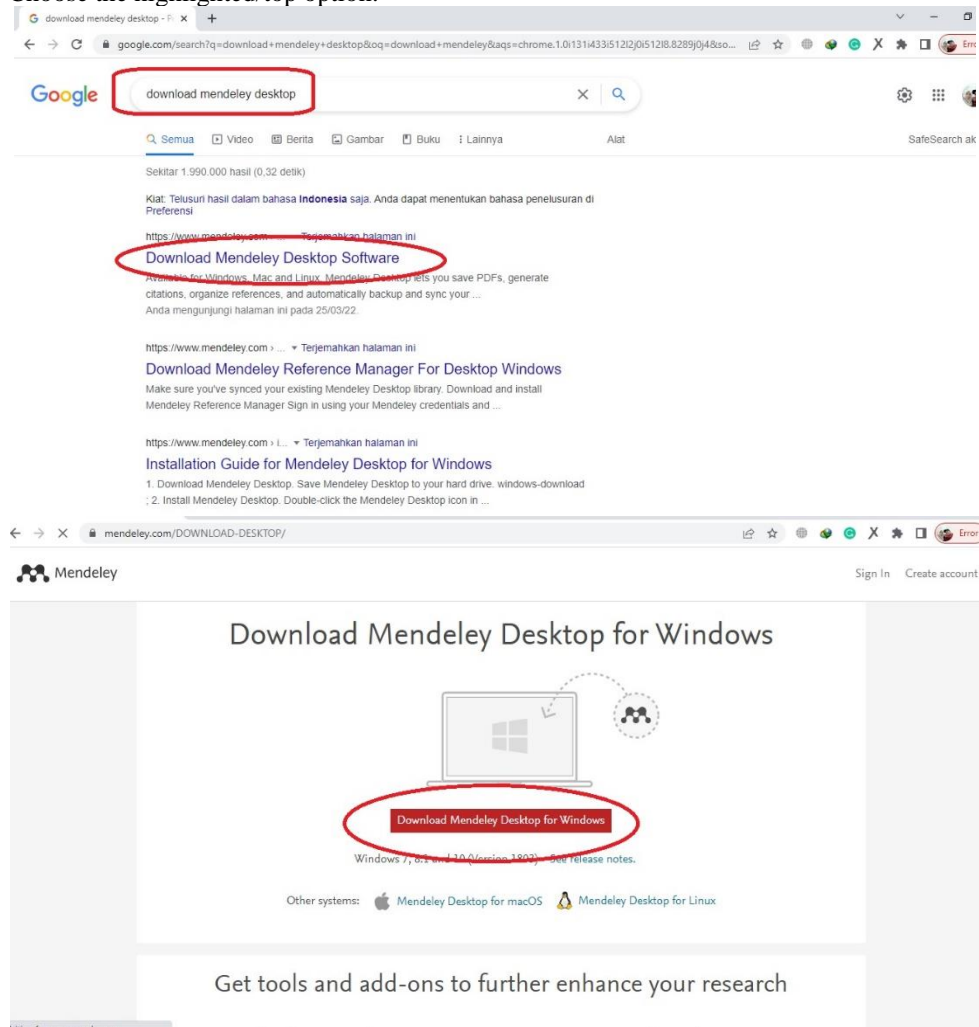 Choose the highlighted/top option.
download mendeley desktop -
google.com/search?q=download+mendeley+desktop&oq=download+mendeley&aqs=chrome.1.0i131i433i512l2j0i512l8.8289j0j4&so...
Google
download mendeley desktop
Semua Video Berita Gambar Buku Lainnya Alat SafeSearch ak
Sekitar 1.990.000 hasil (0,32 detik)
Kiat: Telusuri hasil dalam bahasa Indonesia saja. Anda dapat menentukan bahasa penelusuran di
Preferensi
https://www.mendeley.com › ... Terjemahkan halaman ini
Download Mendeley Desktop Software
Available for Windows, Mac and Linux. Mendeley Desktop lets you save PDFs, generate
citations, organize references, and automatically backup and sync your ...
Anda mengunjungi halaman ini pada 25/03/22.
https://www.mendeley.com › ... Terjemahkan halaman ini
Download Mendeley Reference Manager For Desktop Windows
Make sure you've synced your existing Mendeley Desktop library. Download and install
Mendeley Reference Manager Sign in using your Mendeley credentials and ...
https://www.mendeley.com › i... Terjemahkan halaman ini
Installation Guide for Mendeley Desktop for Windows
1. Download Mendeley Desktop. Save Mendeley Desktop to your hard drive. windows-download
; 2. Install Mendeley Desktop. Double-click the Mendeley Desktop icon in ...
mendeley.com/DOWNLOAD-DESKTOP/ Error
Mendeley Sign In Create account
Download Mendeley Desktop for Windows
Download Mendeley Desktop for Windows
Windows 7, 8.1 and 10 (Version 1803) See release notes.
Other systems: Mendeley Desktop for macOS Mendeley Desktop for Linux
Get tools and add-ons to further enhance your research